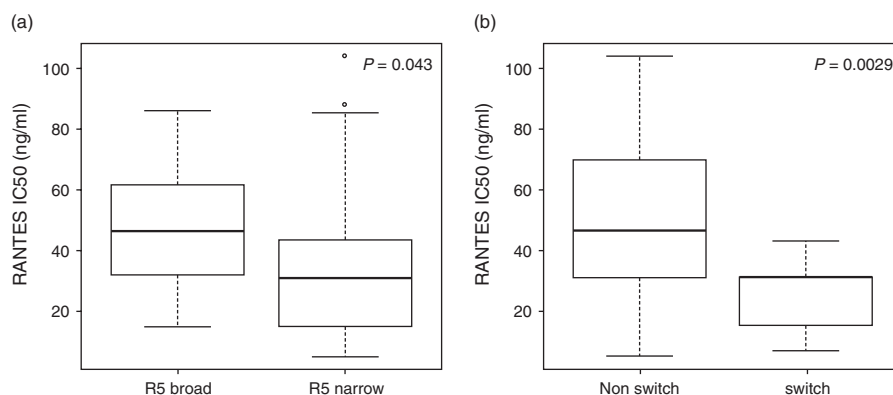 (a)
P = 0.043
RANTES IC50 (ng/ml)
100
80
60
40
20
R5 broad R5 narrow
(b)
P = 0.0029
RANTES IC50 (ng/ml)
100
80
60
40
20
Non switch switch